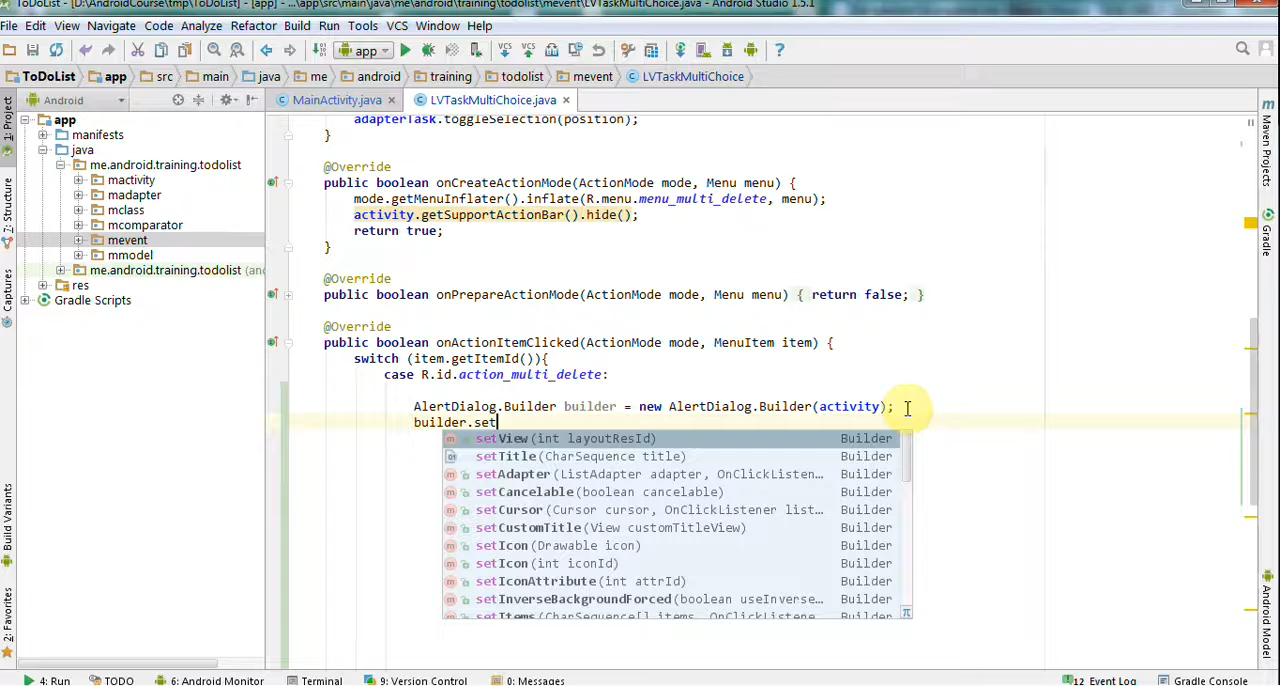 ToDoList - [D:\AndroidCourse\tmp\ToDoList] - [app] - ...\app\src\main\java\me\android\training\todolist\mevent\LVTaskMultiChoice.java - Android Studio 1.5.1
File Edit View Navigate Code Analyze Refactor Build Run Tools VCS Window Help
app
ToDoList app src main java me android training todolist mevent LVTaskMultiChoice
Android
MainActivity.java LVTaskMultiChoice.java
1: Project
7: Structure
Captures
Build Variants
2: Favorites
app
manifests
java
me.android.training.todolist
mactivity
madapter
mclass
mcomparator
mevent
mmodel
me.android.training.todolist (anc
res
Gradle Scripts
adapterTask.toggleSelection(position);
}
@Override
public boolean onCreateActionMode(ActionMode mode, Menu menu) {
mode.getMenuInflater().inflate(R.menu.menu_multi_delete, menu);
activity.getSupportActionBar().hide();
return true;
}
@Override
public boolean onPrepareActionMode(ActionMode mode, Menu menu) { return false; }
@Override
public boolean onActionItemClicked(ActionMode mode, MenuItem item) {
switch (item.getItemId()){
case R.id.action_multi_delete:
AlertDialog.Builder builder = new AlertDialog.Builder(activity);
builder.set
setView(int layoutResId) Builder
setTitle(CharSequence title) Builder
setAdapter(ListAdapter adapter, OnClickListen... Builder
setCancelable(boolean cancelable) Builder
setCursor(Cursor cursor, OnClickListener list... Builder
setCustomTitle(View customTitleView) Builder
setIcon(Drawable icon) Builder
setIcon(int iconId) Builder
setIconAttribute(int attrId) Builder
setInverseBackgroundForced(boolean useInverse... Builder
setItems(CharSequence[] items, OnClickListene... Builder
π
Maven Projects
Gradle
Android Model
4: Run TODO 6: Android Monitor Terminal 9: Version Control 0: Messages 12 Event Log Gradle Console